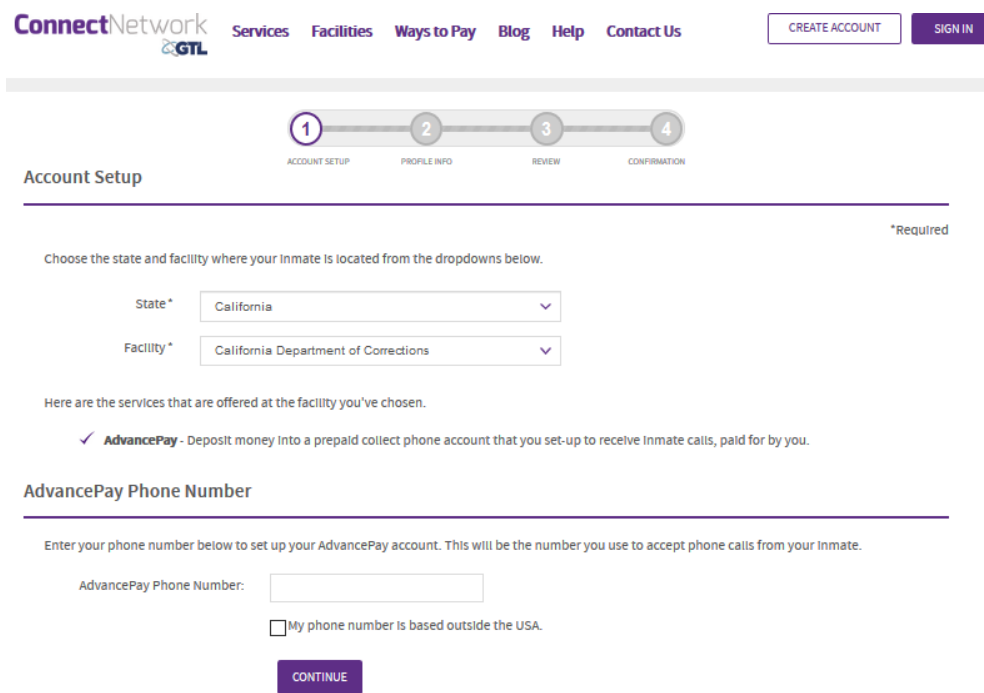 ConnectNetwork
GTL
Services Facilities Ways to Pay Blog Help Contact Us
CREATE ACCOUNT SIGN IN
1 2 3 4
ACCOUNT SETUP PROFILE INFO REVIEW CONFIRMATION
Account Setup
*Required
Choose the state and facility where your inmate is located from the dropdowns below.
State* California
Facility* California Department of Corrections
Here are the services that are offered at the facility you've chosen.
AdvancePay - Deposit money into a prepaid collect phone account that you set-up to receive inmate calls, paid for by you.
AdvancePay Phone Number
Enter your phone number below to set up your AdvancePay account. This will be the number you use to accept phone calls from your inmate.
AdvancePay Phone Number:
My phone number is based outside the USA.
CONTINUE